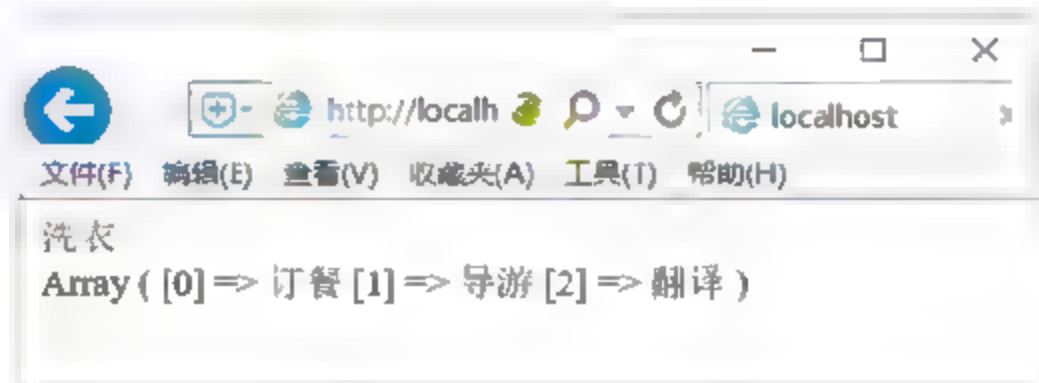 http://localh
localhost
文件(F) 编辑(E) 查看(V) 收藏夹(A) 工具(T) 帮助(H)
洗衣
Array ( [0] => 订餐 [1] => 导游 [2] => 翻译 )